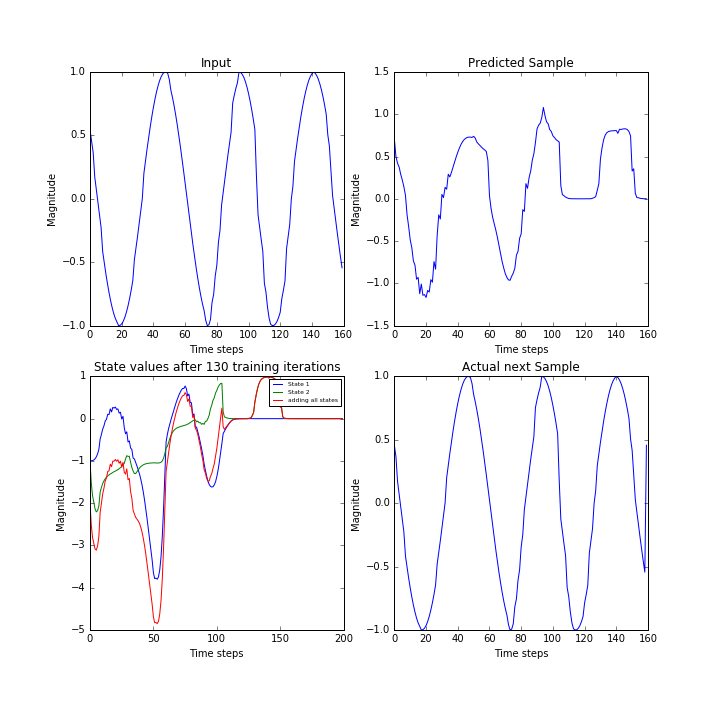 Input
Magnitude
1.0
0.5
0.0
−0.5
−1.0
0 20 40 60 80 100 120 140 160
Time steps
Predicted Sample
Magnitude
1.5
1.0
0.5
0.0
−0.5
−1.0
−1.5
0 20 40 60 80 100 120 140 160
Time steps
State values after 130 training iterations
Magnitude
1
0
−1
−2
−3
−4
−5
0 50 100 150 200
Time steps
State 1
State 2
adding all states
Actual next Sample
Magnitude
1.0
0.5
0.0
−0.5
−1.0
0 20 40 60 80 100 120 140 160
Time steps